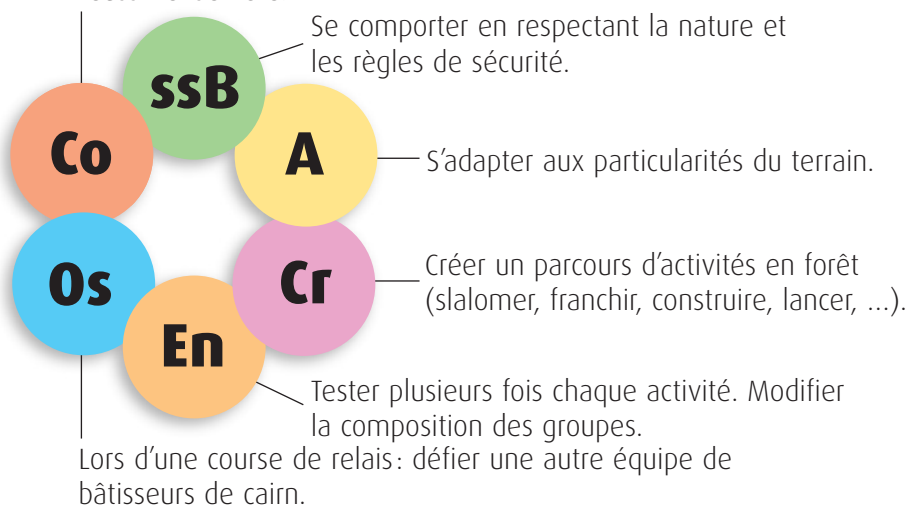 Se comporter en respectant la nature et
les règles de sécurité.
ssB
Co
A
S'adapter aux particularités du terrain.
Os
Cr
Créer un parcours d'activités en forêt
(slalomer, franchir, construire, lancer, ...).
En
Tester plusieurs fois chaque activité. Modifier
la composition des groupes.
Lors d'une course de relais : défier une autre équipe de
bâtisseurs de cairn.